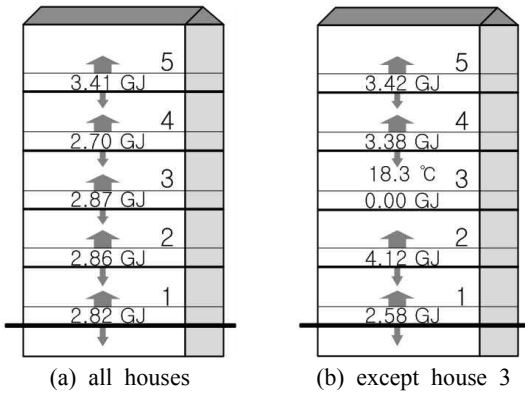 5
3.41 GJ
4
2.70 GJ
3
2.87 GJ
2
2.86 GJ
1
2.82 GJ
(a) all houses
5
3.42 GJ
4
3.38 GJ
18.3 ℃
3
0.00 GJ
2
4.12 GJ
1
2.58 GJ
(b) except house 3